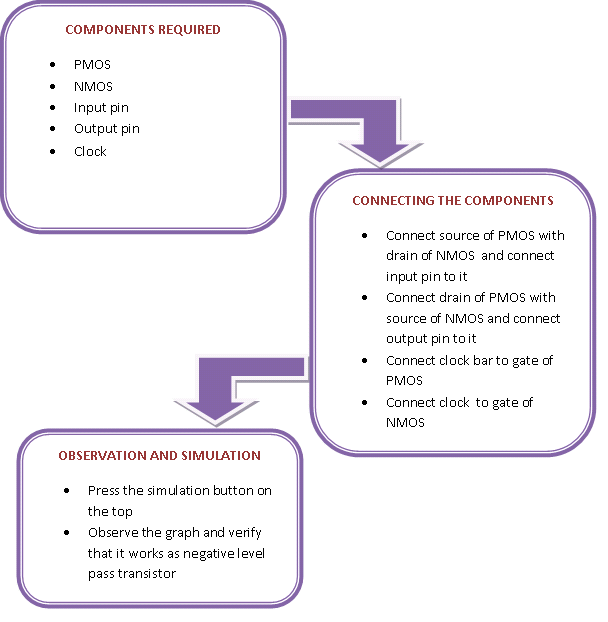 COMPONENTS REQUIRED
• PMOS
• NMOS
• Input pin
• Output pin
• Clock
CONNECTING THE COMPONENTS
• Connect source of PMOS with
drain of NMOS and connect
input pin to it
• Connect drain of PMOS with
source of NMOS and connect
output pin to it
• Connect clock bar to gate of
PMOS
• Connect clock to gate of
NMOS
OBSERVATION AND SIMULATION
• Press the simulation button on
the top
• Observe the graph and verify
that it works as negative level
pass transistor